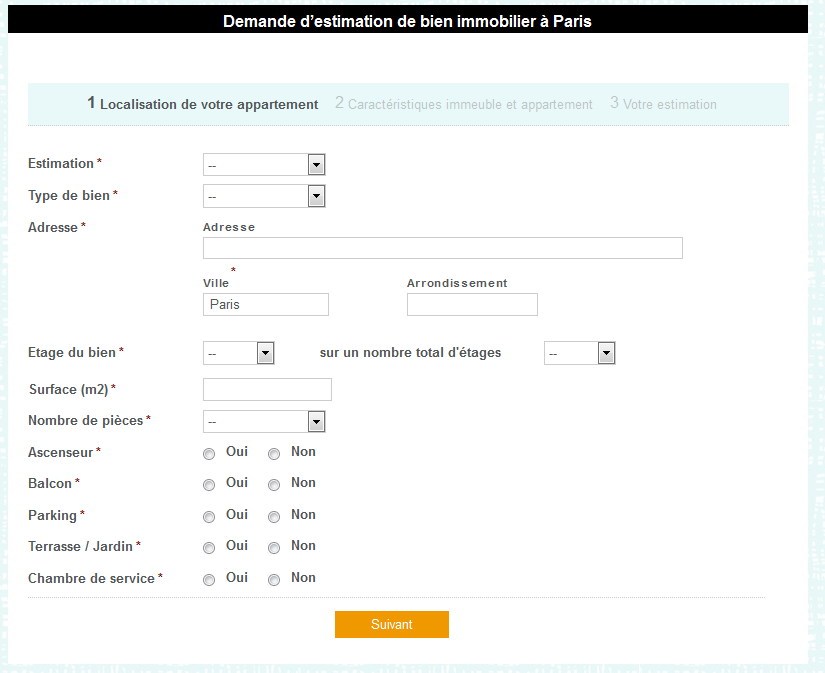 Demande d’estimation de bien immobilier à Paris
1 Localisation de votre appartement 2 Caractéristiques immeuble et appartement 3 Votre estimation
Estimation * --
Type de bien * --
Adresse * Adresse
*
Ville Arrondissement
Paris
Etage du bien * -- sur un nombre total d'étages --
Surface (m2) *
Nombre de pièces * --
Ascenseur * Oui Non
Balcon * Oui Non
Parking * Oui Non
Terrasse / Jardin * Oui Non
Chambre de service * Oui Non
Suivant